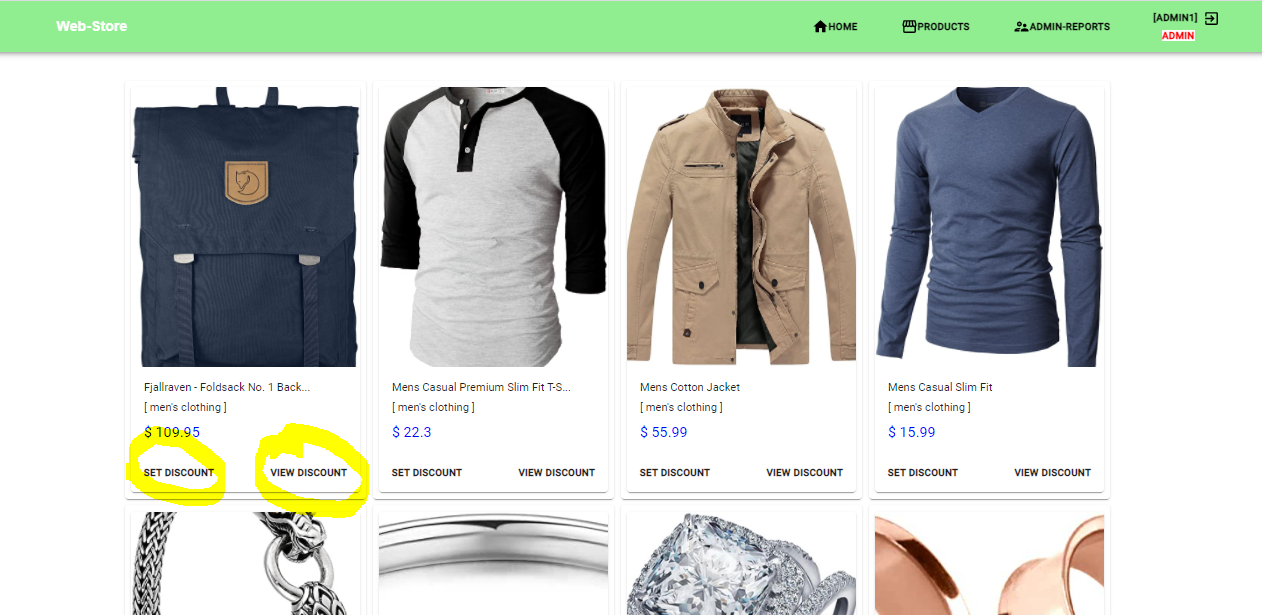 Web-Store
HOME
PRODUCTS
ADMIN-REPORTS
[ADMIN1]
ADMIN
Fjallraven - Foldsack No. 1 Back...
[ men's clothing ]
$ 109.95
SET DISCOUNT
VIEW DISCOUNT
Mens Casual Premium Slim Fit T-S...
[ men's clothing ]
$ 22.3
SET DISCOUNT
VIEW DISCOUNT
Mens Cotton Jacket
[ men's clothing ]
$ 55.99
SET DISCOUNT
VIEW DISCOUNT
Mens Casual Slim Fit
[ men's clothing ]
$ 15.99
SET DISCOUNT
VIEW DISCOUNT